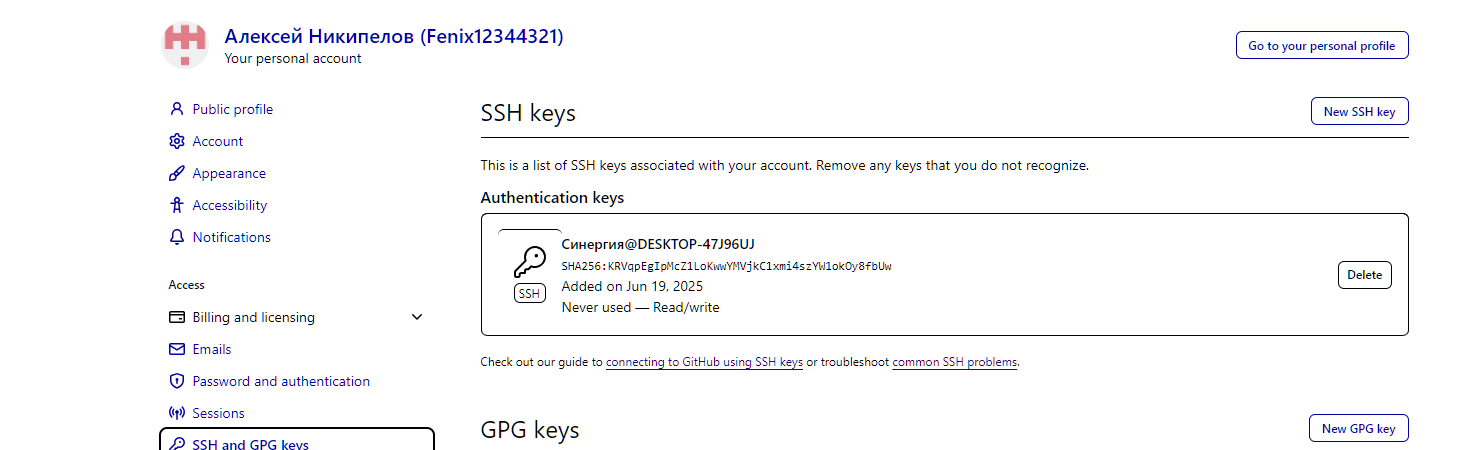 Алексей Никипелов (Fenix12344321)
Your personal account
Go to your personal profile
Public profile
Account
Appearance
Accessibility
Notifications
Access
Billing and licensing
Emails
Password and authentication
Sessions
SSH and GPG keys
SSH keys
New SSH key
This is a list of SSH keys associated with your account. Remove any keys that you do not recognize.
Authentication keys
Синергия@DESKTOP-47J96UJ
SHA256:KRVqpEgIpMcZ1LoKwwYMVjkC1xmi4szYW1okOy8fbUw
Added on Jun 19, 2025
Never used — Read/write
SSH
Delete
Check out our guide to connecting to GitHub using SSH keys or troubleshoot common SSH problems.
GPG keys
New GPG key